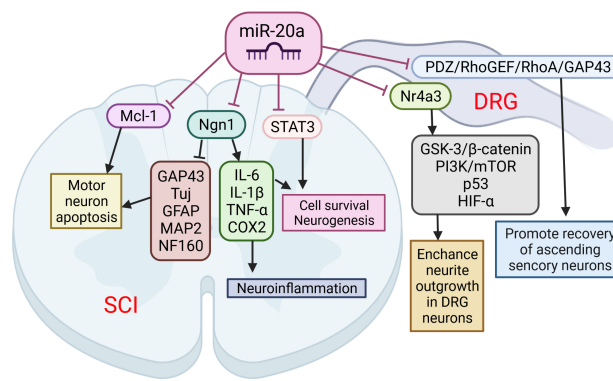 miR-20a
PDZ/RhoGEF/RhoA/GAP43
Nr4a3
DRG
Mcl-1
Ngn1
STAT3
GSK-3/β-catenin
PI3K/mTOR
p53
HIF-α
Motor
neuron
apoptosis
GAP43
Tuj
GFAP
MAP2
NF160
IL-6
IL-1β
TNF-α
COX2
Cell survival
Neurogenesis
Promote recovery
of ascending
sencory neurons
Enchance
neurite
outgrowth
in DRG
neurons
Neuroinflammation
SCI